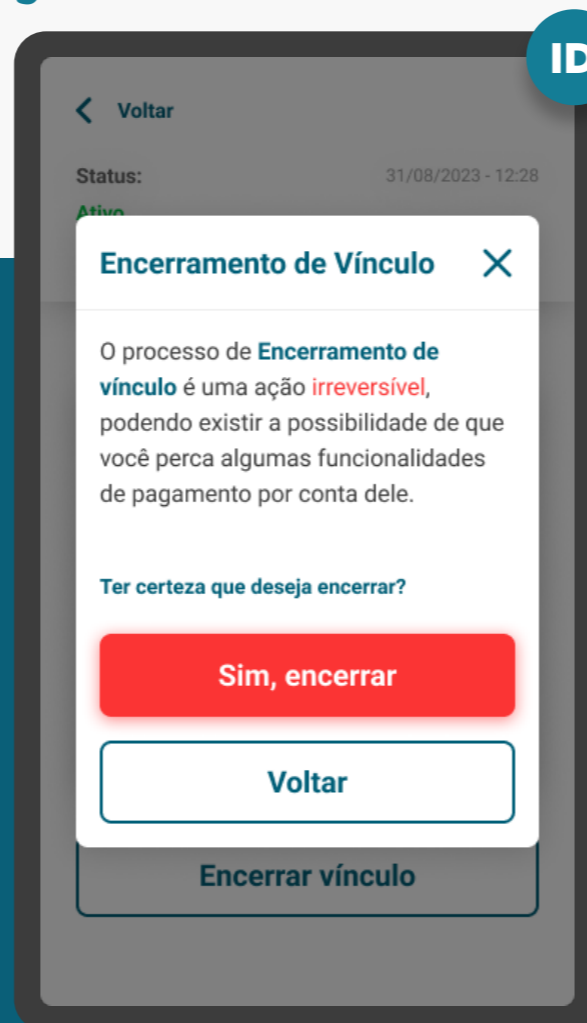 ID
Voltar
Status:
31/08/2023 - 12:28
Ativo
Encerramento de Vínculo
O processo de Encerramento de
vínculo é uma ação irreversível,
podendo existir a possibilidade de que
você perca algumas funcionalidades
de pagamento por conta dele.
Ter certeza que deseja encerrar?
Sim, encerrar
Voltar
Encerrar vínculo